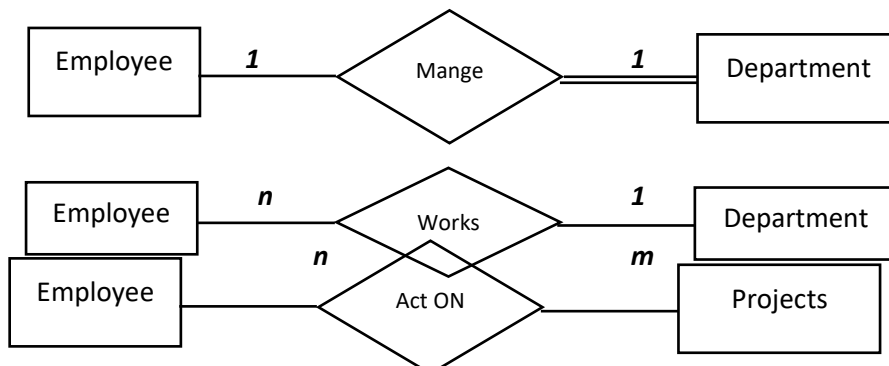 Employee 1 Mange 1 Department
Employee n Works 1 Department
n m
Employee Act ON Projects